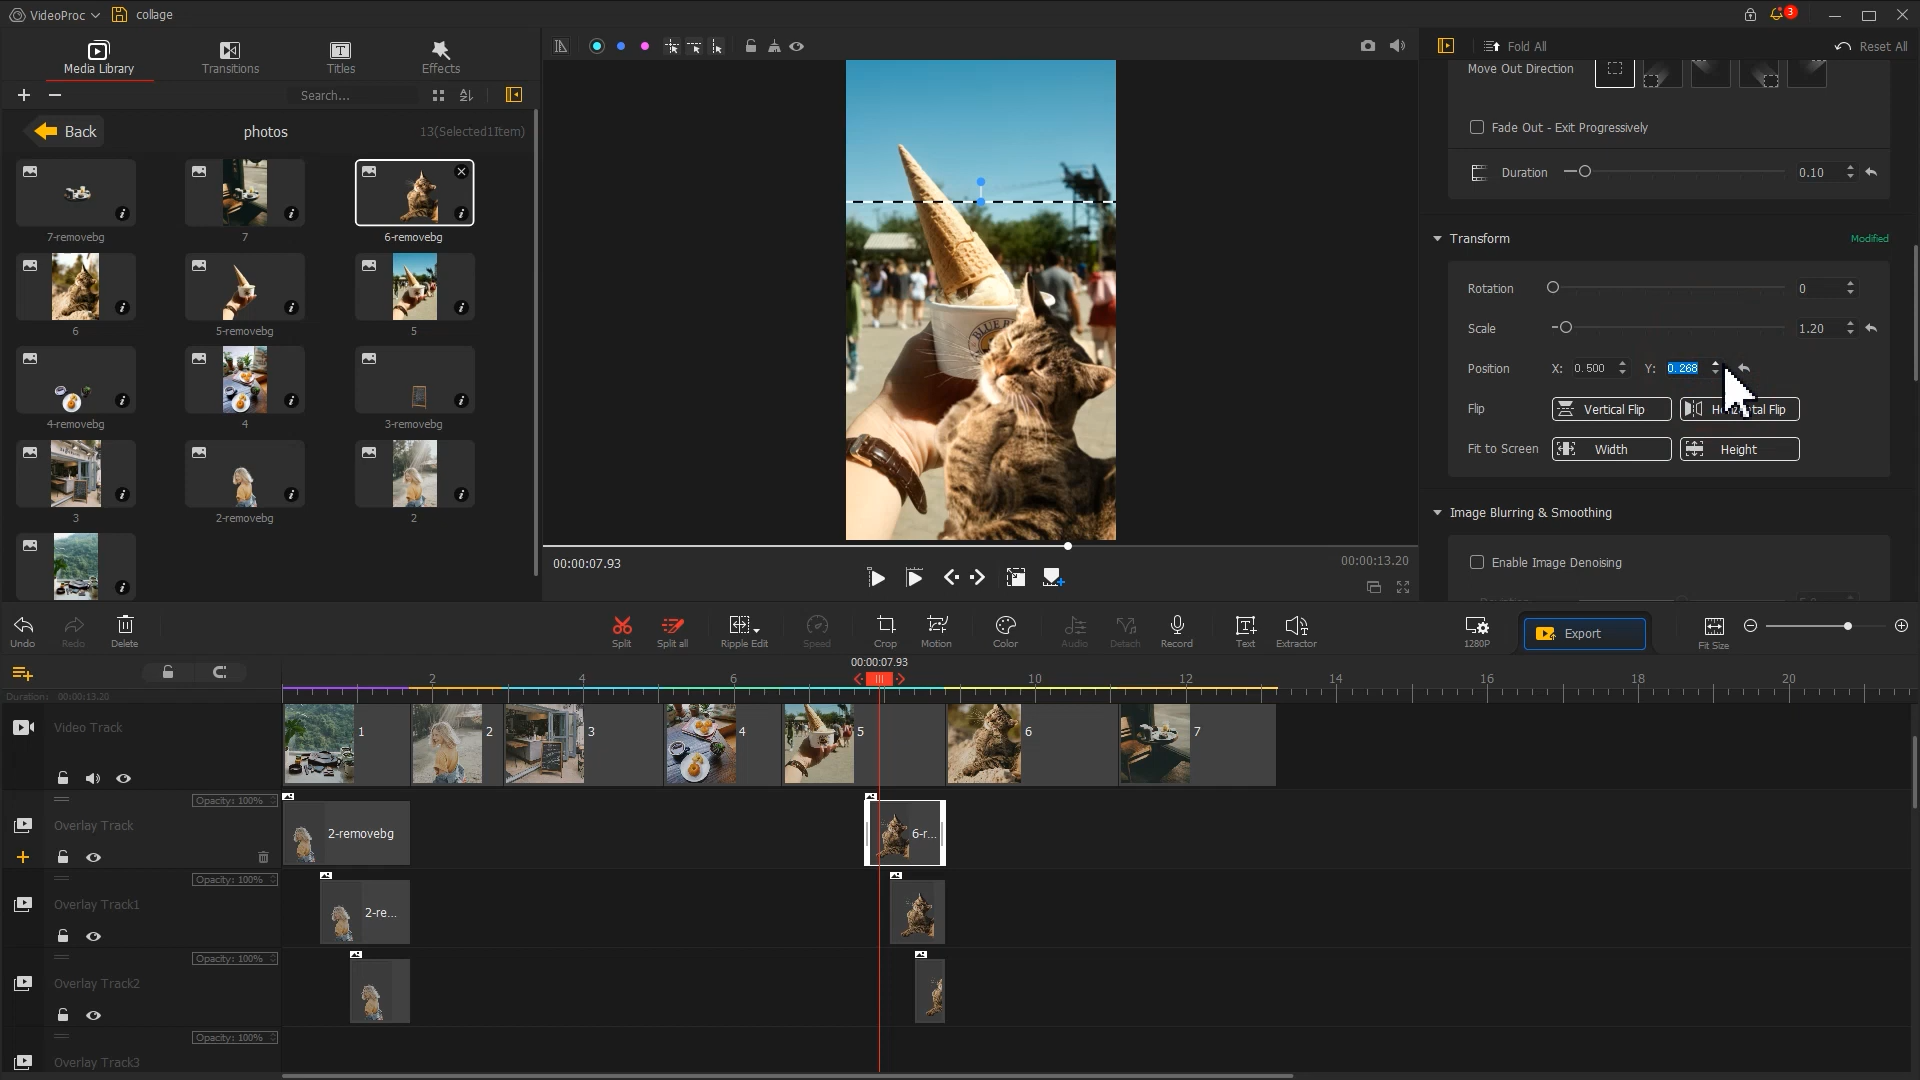 VideoProc
collage
3
Media Library
Transitions
Titles
Effects
Fold All
Reset All
Search...
Move Out Direction
Back
photos
13(Selected1Item)
Fade Out - Exit Progressively
Duration
0.10
7-removebg
7
6-removebg
Transform
Modified
Rotation
0
6
5-removebg
5
Scale
1.20
Position
X:
0.500
Y:
0.268
Flip
Vertical Flip
4-removebg
4
3-removebg
Fit to Screen
Width
Height
3
2-removebg
2
Image Blurring & Smoothing
00:00:07.93
00:00:13.20
Enable Image Denoising
Undo
Redo
Delete
Split
Split all
Ripple Edit
Speed
Crop
Motion
Color
Audio
Detach
Record
Text
Extractor
1280P
Export
Fit Size
00:00:07.93
Duration: 00:00:13.20
2
4
6
10
12
14
16
18
20
Video Track
1
2
3
4
5
6
7
Opacity: 100%
Overlay Track
2-removebg
6-r...
Opacity: 100%
Overlay Track1
2-re...
Opacity: 100%
Overlay Track2
Opacity: 100%
Overlay Track3